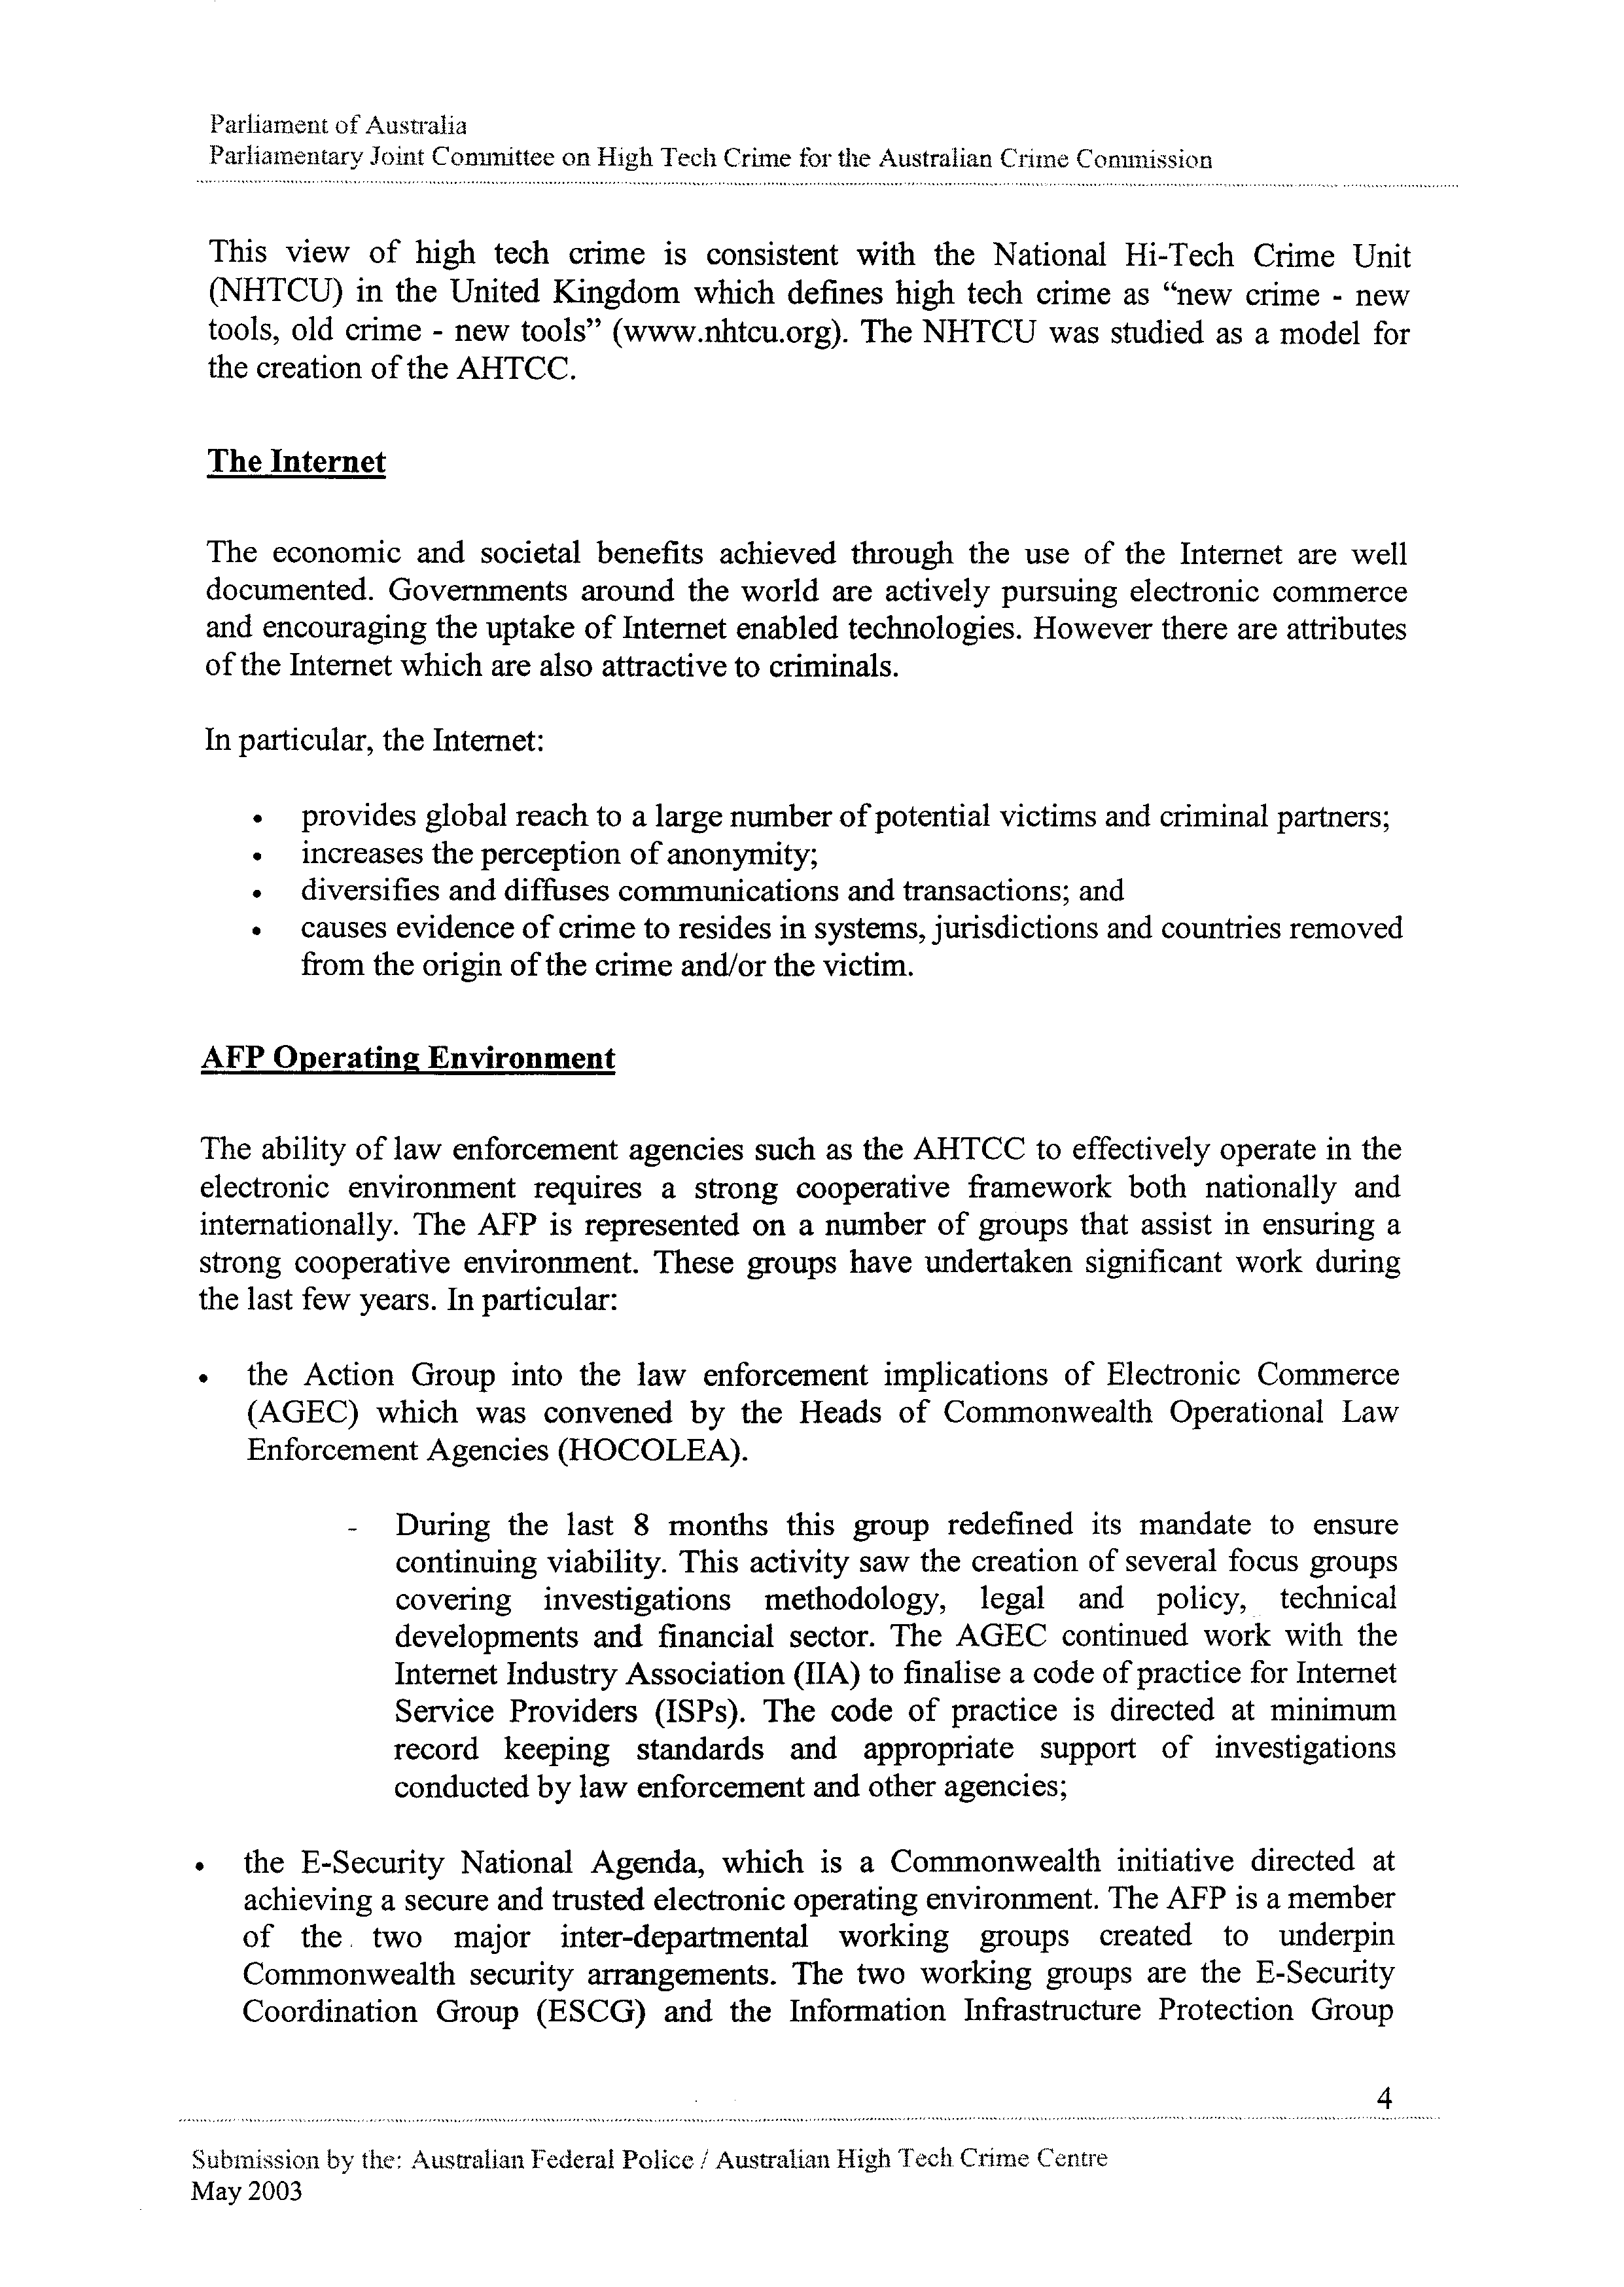 Parliament of Australia
Parliamentary Joint Committee on High Tech Crime for the Australian Crime Commission
This view of high tech crime is consistent with the National Hi-Tech Crime Unit
(NHTCU) in the United Kingdom which defines high tech crime as “new crime - new
tools, old crime - new tools” (www.nhtcu.org). The NHTCU was studied as a model for
the creation of the AHTCC.
The Internet
The economic and societal benefits achieved through the use of the Internet are well
documented. Governments around the world are actively pursuing electronic commerce
and encouraging the uptake of Internet enabled technologies. However there are attributes
of the Internet which are also attractive to criminals.
In particular, the Internet:
• provides global reach to a large number of potential victims and criminal partners;
• increases the perception of anonymity;
• diversifies and diffuses communications and transactions; and
• causes evidence of crime to resides in systems, jurisdictions and countries removed
from the origin of the crime and/or the victim.
AFP Operating Environment
The ability of law enforcement agencies such as the AHTCC to effectively operate in the
electronic environment requires a strong cooperative framework both nationally and
internationally. The AFP is represented on a number of groups that assist in ensuring a
strong cooperative environment. These groups have undertaken significant work during
the last few years. In particular:
• the Action Group into the law enforcement implications of Electronic Commerce
(AGEC) which was convened by the Heads of Commonwealth Operational Law
Enforcement Agencies (HOCOLEA).
- During the last 8 months this group redefined its mandate to ensure
continuing viability. This activity saw the creation of several focus groups
covering investigations methodology, legal and policy, technical
developments and financial sector. The AGEC continued work with the
Internet Industry Association (IIA) to finalise a code of practice for Internet
Service Providers (ISPs). The code of practice is directed at minimum
record keeping standards and appropriate support of investigations
conducted by law enforcement and other agencies;
• the E-Security National Agenda, which is a Commonwealth initiative directed at
achieving a secure and trusted electronic operating environment. The AFP is a member
of the two major inter-departmental working groups created to underpin
Commonwealth security arrangements. The two working groups are the E-Security
Coordination Group (ESCG) and the Information Infrastructure Protection Group
4
Submission by the: Australian Federal Police / Australian High Tech Crime Centre
May 2003